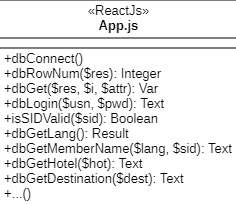 «ReactJs»
App.js
+dbConnect()
+dbRowNum($res): Integer
+dbGet($res, $i, $attr): Var
+dbLogin($usn, $pwd): Text
+isSIDValid($sid): Boolean
+dbGetLang(): Result
+dbGetMemberName($lang, $sid): Text
+dbGetHotel($hot): Text
+dbGetDestination($dest): Text
+...()